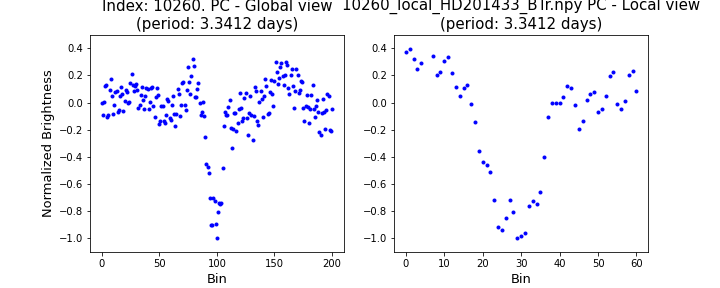 Index: 10260. PC - Global view
(period: 3.3412 days)
10260_local_HD201433_BTr.npy PC - Local view
(period: 3.3412 days)
Normalized Brightness
0.4
0.2
0.0
−0.2
−0.4
−0.6
−0.8
−1.0
0 50 100 150 200
Bin
0.4
0.2
0.0
−0.2
−0.4
−0.6
−0.8
−1.0
0 10 20 30 40 50 60
Bin